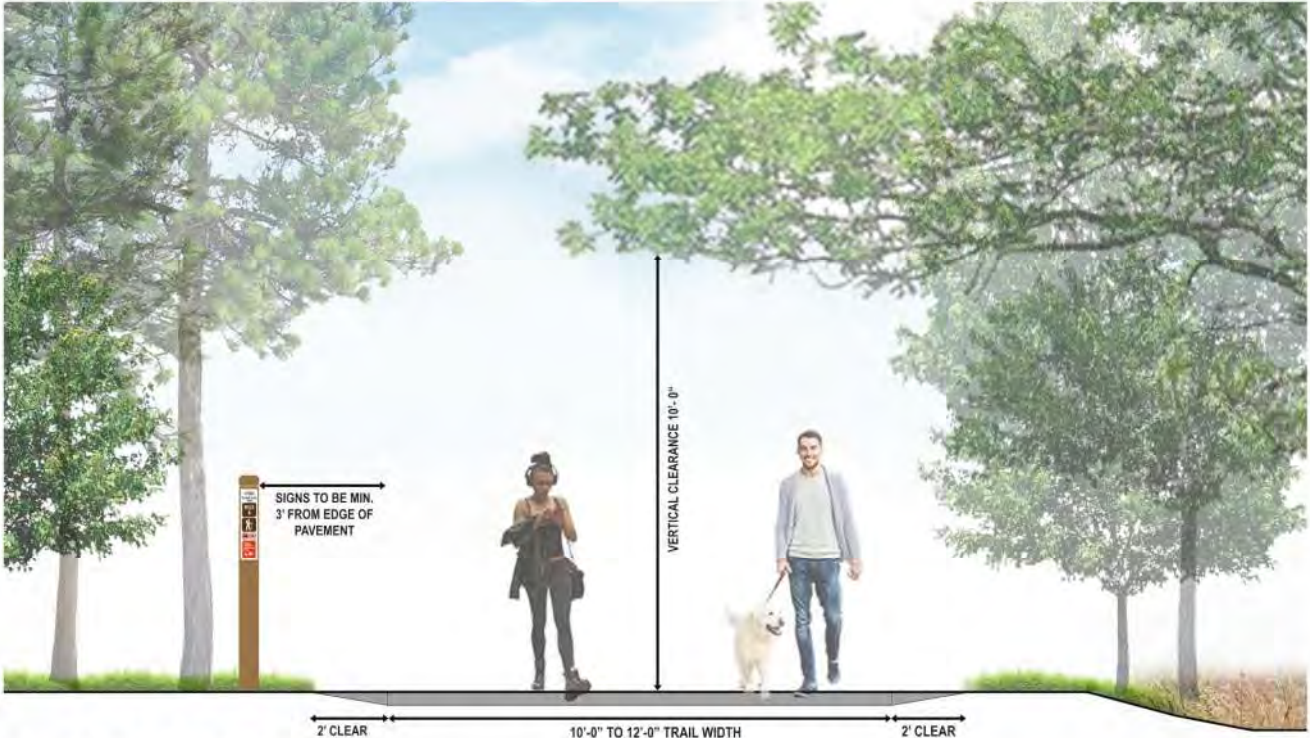 SIGNS TO BE MIN.
3' FROM EDGE OF
PAVEMENT
VERTICAL CLEARANCE 10'- 0"
2' CLEAR
10'-0" TO 12'-0" TRAIL WIDTH
2' CLEAR